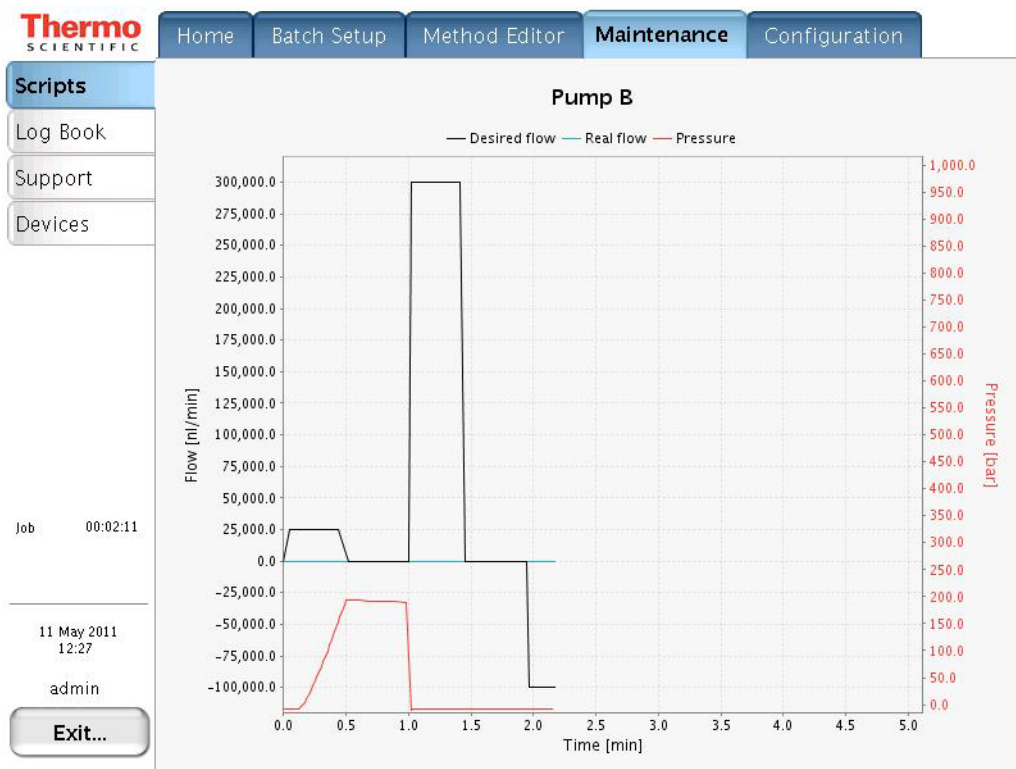 Thermo
SCIENTIFIC
Home
Batch Setup
Method Editor
Maintenance
Configuration
Scripts
Log Book
Support
Devices
Job 00:02:11
11 May 2011
12:27
admin
Exit...
Pump B
Desired flow Real flow Pressure
Flow [nl/min]
300,000.0
275,000.0
250,000.0
225,000.0
200,000.0
175,000.0
150,000.0
125,000.0
100,000.0
75,000.0
50,000.0
25,000.0
0.0
-25,000.0
-50,000.0
-75,000.0
-100,000.0
1,000.0
950.0
900.0
850.0
800.0
750.0
700.0
650.0
600.0
550.0
500.0
450.0
400.0
350.0
300.0
250.0
200.0
150.0
100.0
50.0
0.0
Pressure [bar]
0.0 0.5 1.0 1.5 2.0 2.5 3.0 3.5 4.0 4.5 5.0
Time [min]